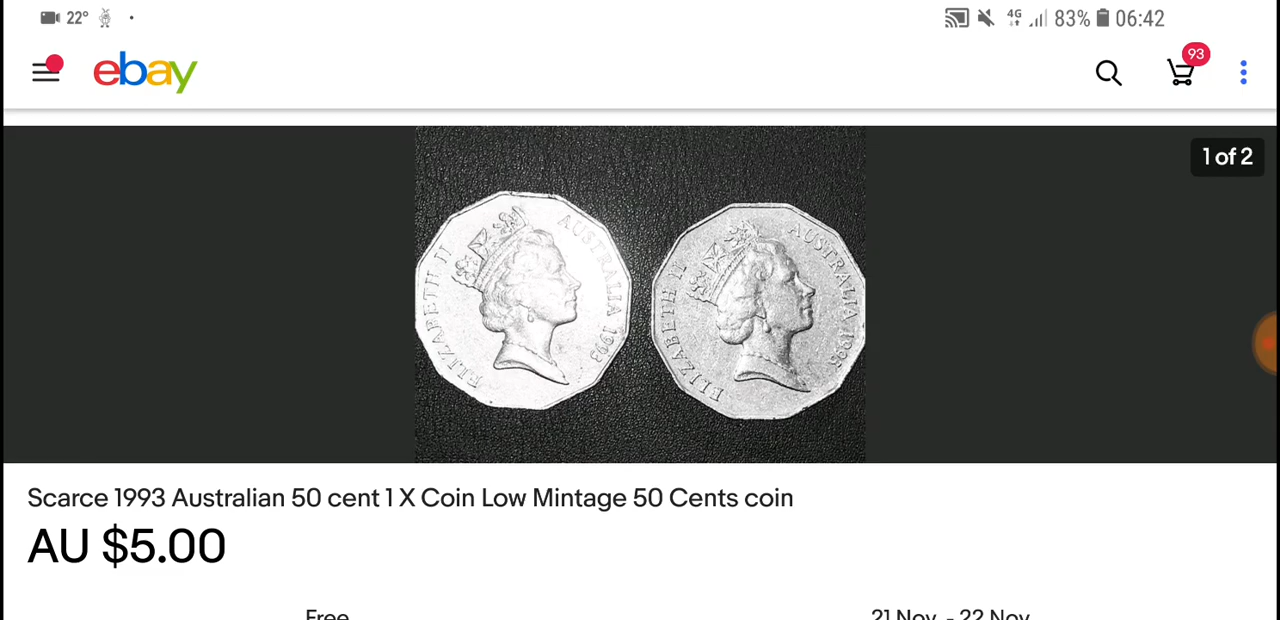 22°
4G 83% 06:42
ebay
93
1 of 2
ELIZABETH II AUSTRALIA 1993
ELIZABETH II AUSTRALIA 1995
Scarce 1993 Australian 50 cent 1 X Coin Low Mintage 50 Cents coin
AU $5.00
Free 21 Nov. - 22 Nov